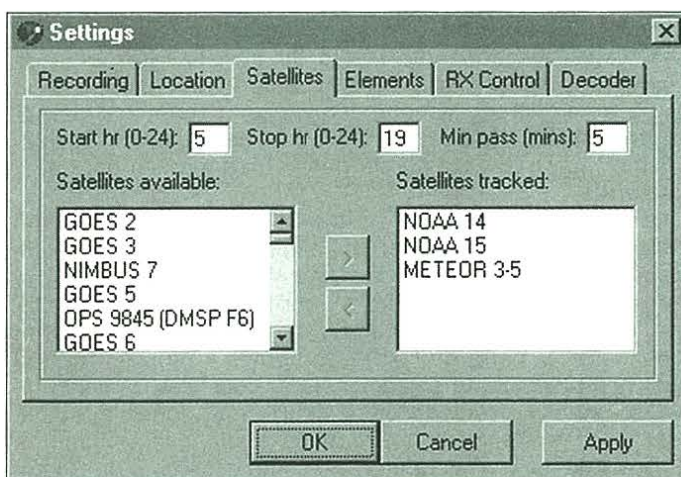 Settings
Recording Location Satellites Elements RX Control Decoder
Start hr (0-24): 5 Stop hr (0-24): 19 Min pass (mins): 5
Satellites available:
GOES 2
GOES 3
NIMBUS 7
GOES 5
OPS 9845 (DMSP F6)
GOES 6
>
<
Satellites tracked:
NOAA 14
NOAA 15
METEOR 3-5
OK Cancel Apply